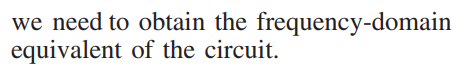 we need to obtain the frequency-domain
equivalent of the circuit.